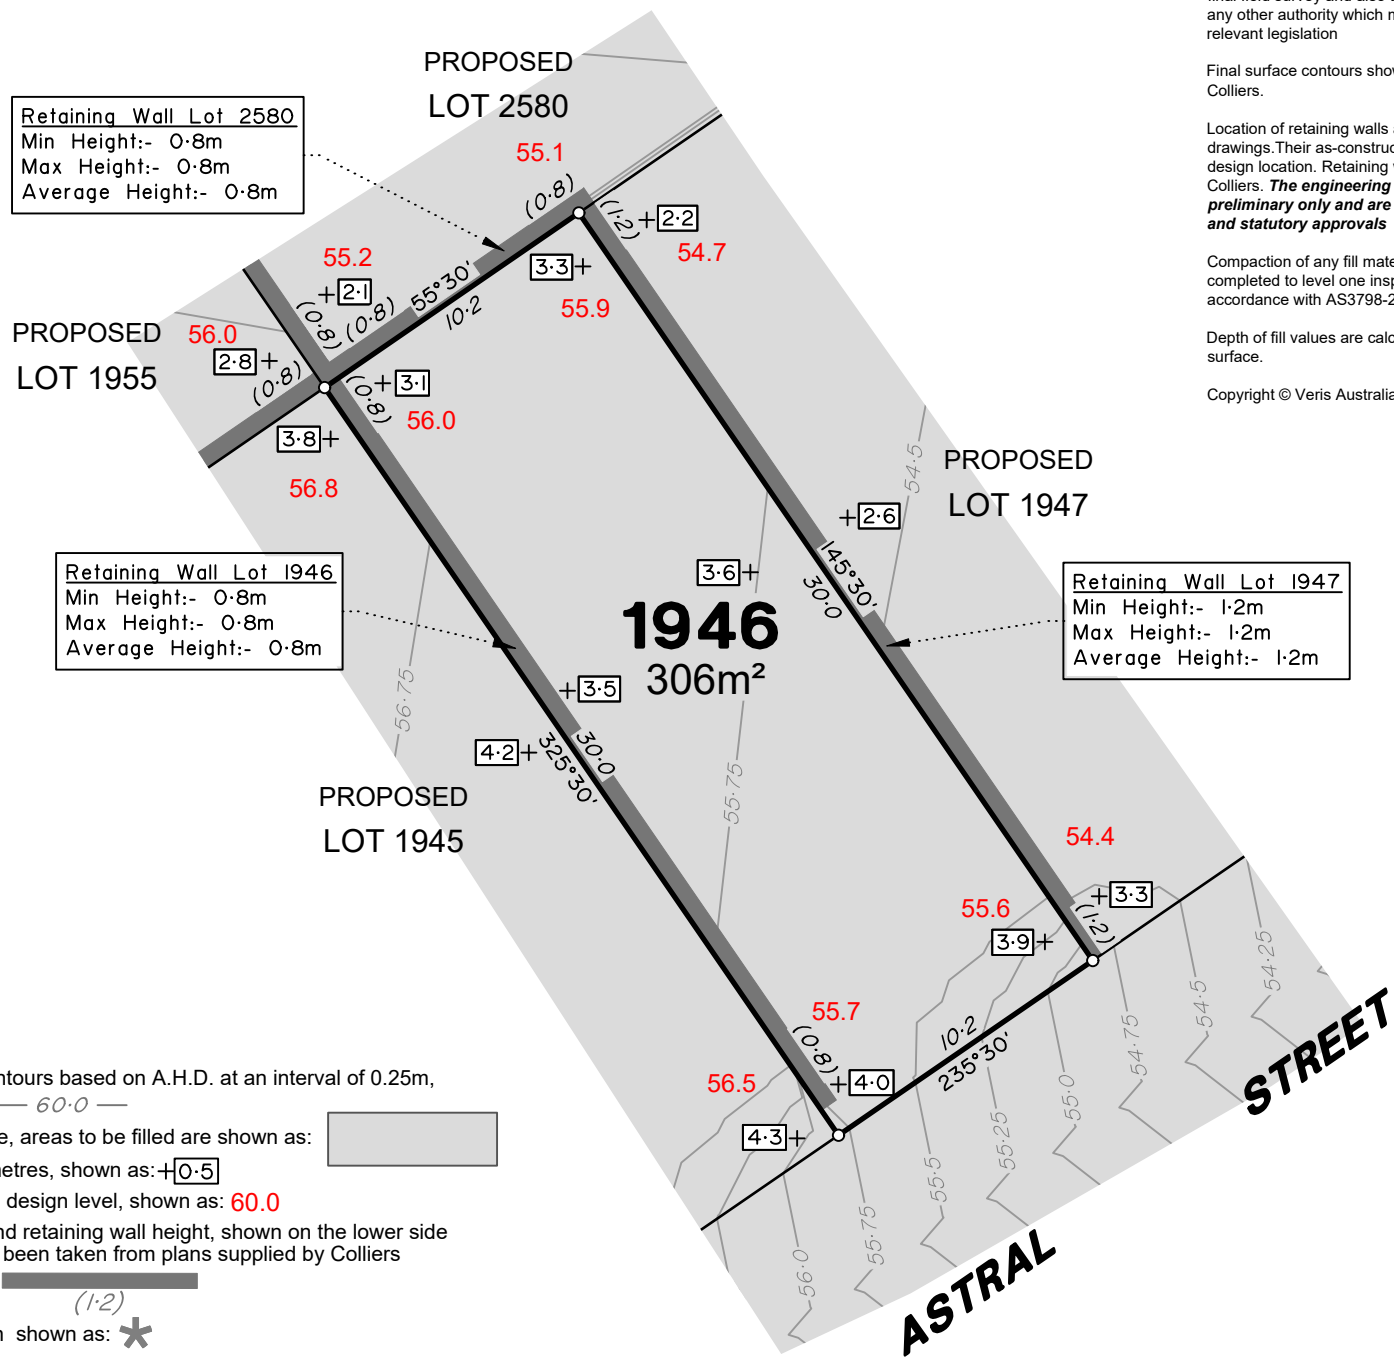 any other authority which
relevant legislation
Final surface contours
Colliers.
Location of retaining walls
drawings.Their
design location. Retaining
Colliers. The engineering
preliminary only and are
and statutory approvals
Compaction of any fill
completed to level one
accordance with
Depth of fill values are
surface.
Copyright © Veris
PROPOSED
LOT 2580
Retaining Wall Lot 2580
Min Height:- 0·8m
Max Height:- 0·8m
Average Height:- 0·8m
55.1
(0·8)
(1·2)
+2·2
54.7
55.2
+2·1
(0·8)
(0·8)
55°30'
10·2
3·3+
55.9
PROPOSED
LOT 1955
56.0
2·8+
(0·8)
(0·8)
+3·1
56.0
3·8+
56.8
PROPOSED
LOT 1947
54·5
+2·6
145°30'
30·0
Retaining Wall Lot 1946
Min Height:- 0·8m
Max Height:- 0·8m
Average Height:- 0·8m
3·6+
1946
306m²
Retaining Wall Lot 1947
Min Height:- 1·2m
Max Height:- 1·2m
Average Height:- 1·2m
56·75
+3·5
4·2+
30·0
325°30'
55·75
PROPOSED
LOT 1945
54.4
55.6
+3·3
(1·2)
3·9+
55.7
(0·8)
56.5
+4·0
4·3+
10·2
235°30'
54·25
54·5
54·75
55·0
55·25
55·5
55·75
56·0
ASTRAL STREET
contours based on A.H.D. at an interval of 0.25m,
60·0
areas to be filled are shown as:
shown as:+0·5
design level, shown as: 60.0
retaining wall height, shown on the lower side
been taken from plans supplied by Colliers
(1·2)
shown as: